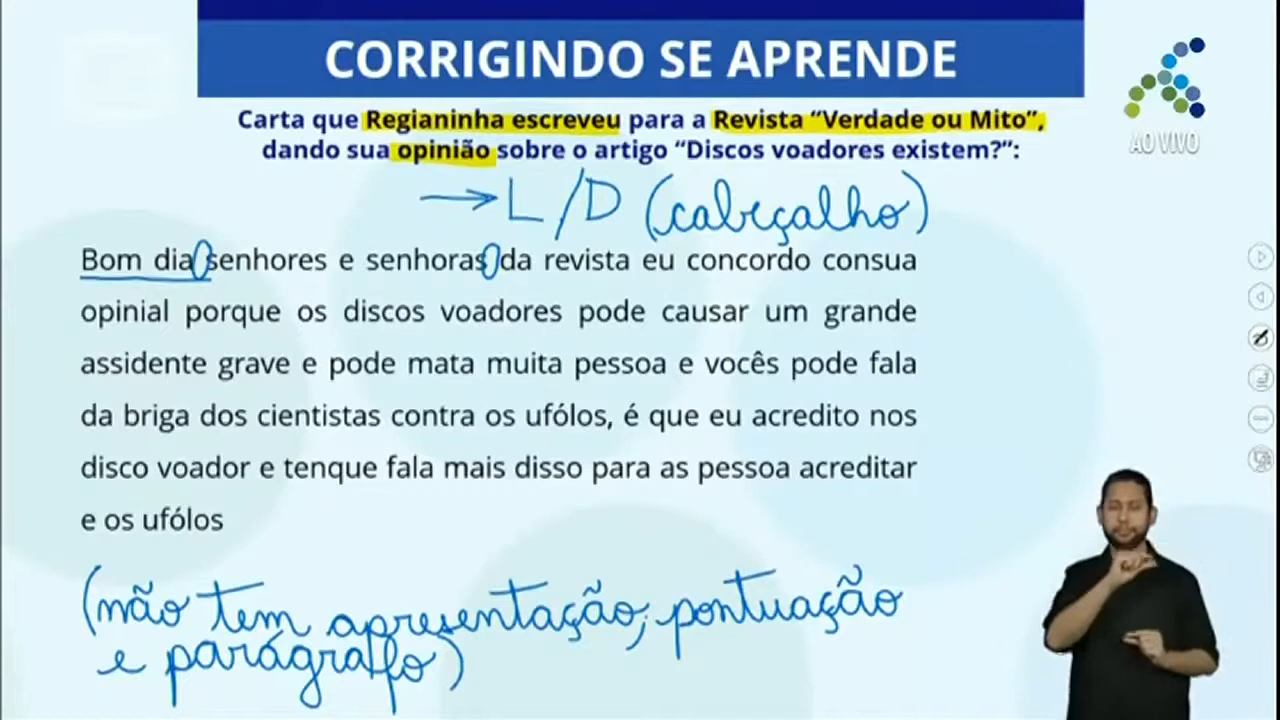 CORRIGINDO SE APRENDE
Carta que Regianinha escreveu para a Revista “Verdade ou Mito”,
dando sua opinião sobre o artigo “Discos voadores existem?”:
AO VIVO
→ L/D (cabeçalho)
Bom dia senhores e senhoras da revista eu concordo consua
opinial porque os discos voadores pode causar um grande
assidente grave e pode mata muita pessoa e vocês pode fala
da briga dos cientistas contra os ufólos, é que eu acredito nos
disco voador e tenque fala mais disso para as pessoa acreditar
e os ufólos
(não tem apresentação, pontuação
e parágrafo)